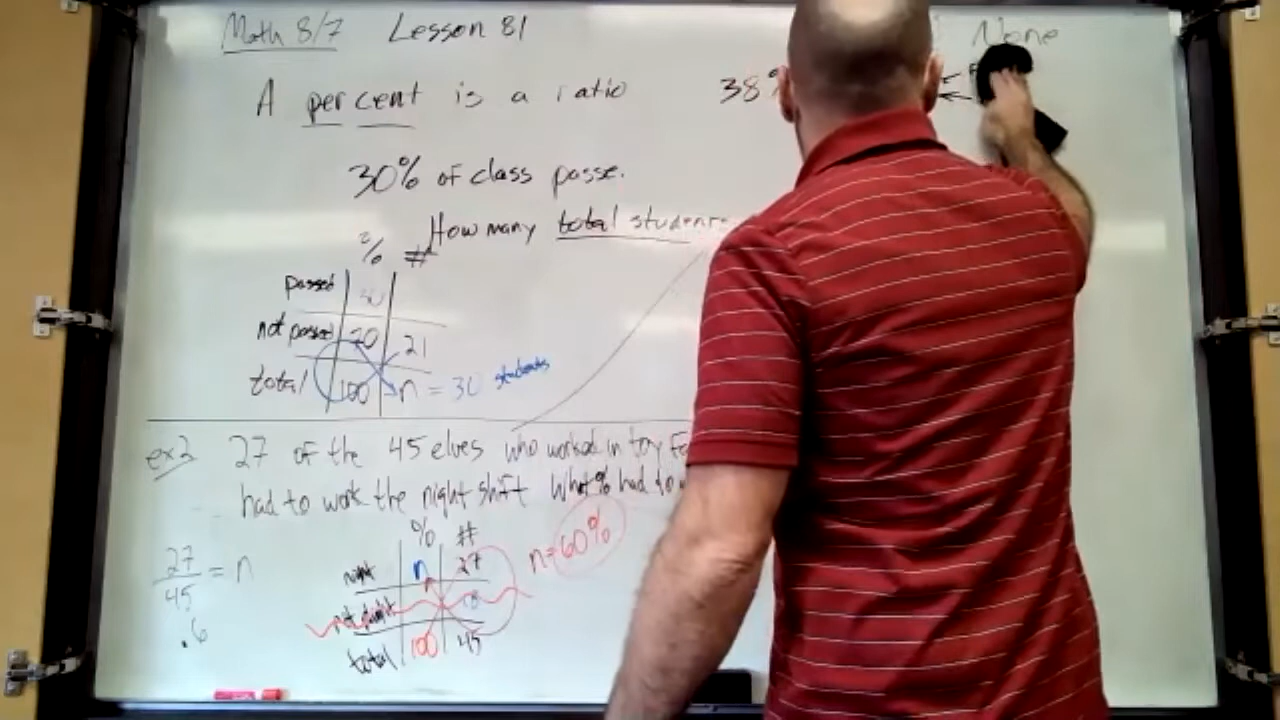 Math 8/7 Lesson 81 None
A percent is a ratio 38%
30% of class passe.
How many total students
% #
passed
not passed 70 21
total 100 n = 30 students
ex2 27 of the 45 elves who worked in toy
had to work the night shift What % had to
% #
27/45 = n
night n 27 n=60%
.6
total 100 45